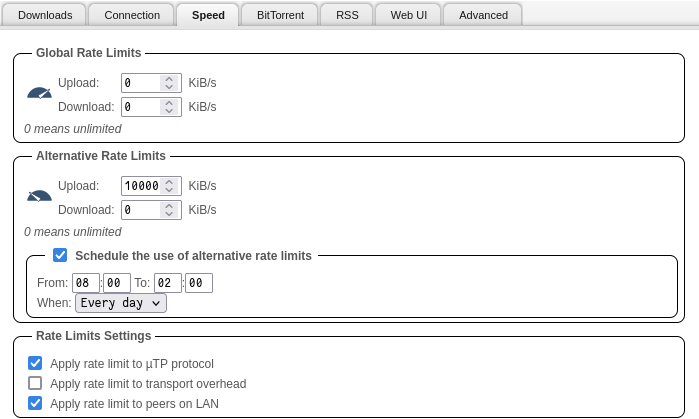 Downloads Connection Speed BitTorrent RSS Web UI Advanced
Global Rate Limits
Upload: 0 KiB/s
Download: 0 KiB/s
0 means unlimited
Alternative Rate Limits
Upload: 10000 KiB/s
Download: 0 KiB/s
0 means unlimited
Schedule the use of alternative rate limits
From: 08:00 To: 02:00
When: Every day
Rate Limits Settings
Apply rate limit to µTP protocol
Apply rate limit to transport overhead
Apply rate limit to peers on LAN